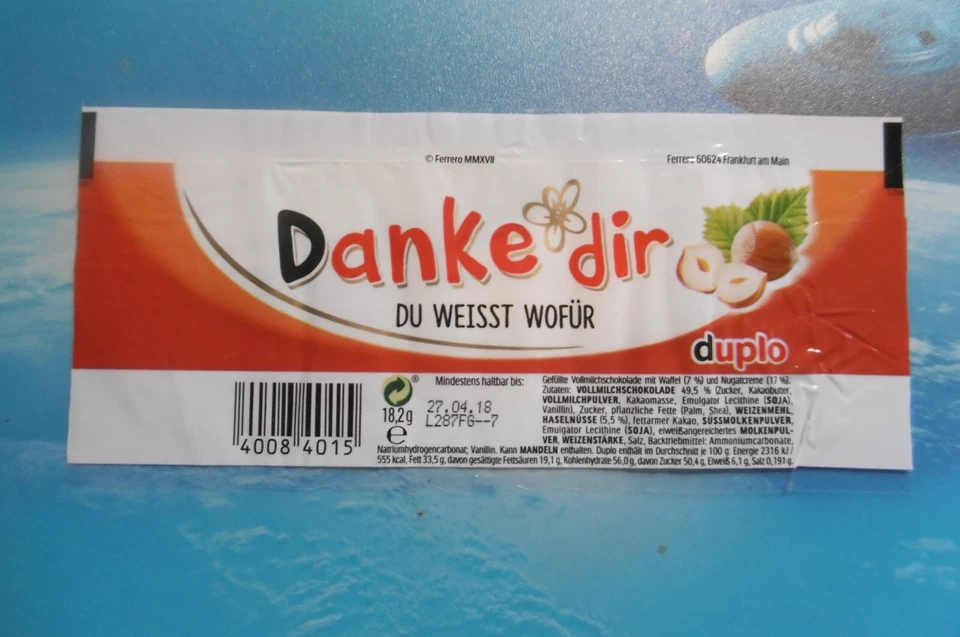 © Ferrero MMXVII
Ferrero 60624 Frankfurt am Main
Danke dir
DU WEISST WOFÜR
duplo
4008 4015
18,2g
e
Mindestens haltbar bis:
27.04.18
L287FG--7
Gefüllte Vollmilchschokolade mit Waffel (7 %) und Nugatcreme (17 %).
Zutaten: VOLLMILCHSCHOKOLADE 49,5 % (Zucker, Kakaobutter,
VOLLMILCHPULVER, Kakaomasse, Emulgator Lecithine (SOJA),
Vanillin), Zucker, pflanzliche Fette (Palm, Shea), WEIZENMEHL,
HASELNÜSSE (5,5 %), fettarmer Kakao, SÜSSMOLKENPULVER,
Emulgator Lecithine (SOJA), eiweißangereichertes MOLKENPUL-
VER, WEIZENSTÄRKE, Salz, Backtriebmittel: Ammoniumcarbonate,
Natriumhydrogencarbonat; Vanillin. Kann MANDELN enthalten. Duplo enthält im Durchschnitt je 100 g: Energie 2316 kJ /
555 kcal, Fett 33,5 g, davon gesättigte Fettsäuren 19,1 g, Kohlenhydrate 56,0 g, davon Zucker 50,4 g, Eiweiß 6,1 g, Salz 0,191 g.